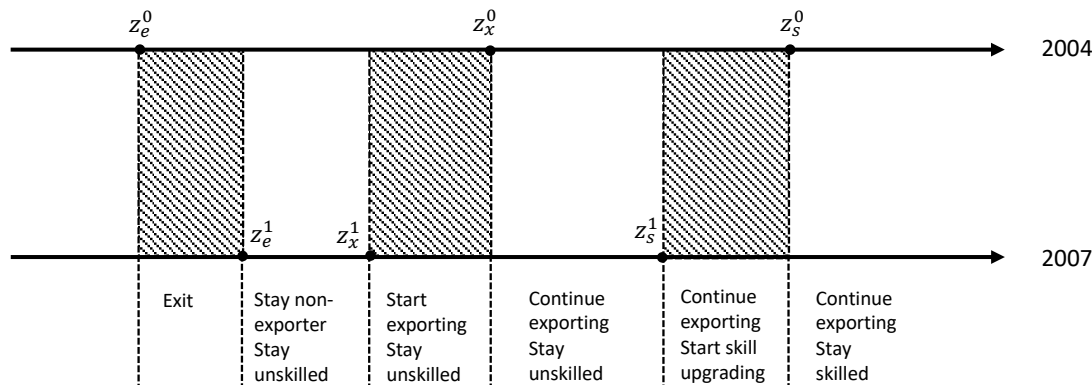 z_e^0 z_x^0 z_s^0
2004
z_e^1 z_x^1 z_s^1
2007
Exit
Stay non-
exporter
Stay
unskilled
Start
exporting
Stay
unskilled
Continue
exporting
Stay
unskilled
Continue
exporting
Start skill
upgrading
Continue
exporting
Stay
skilled